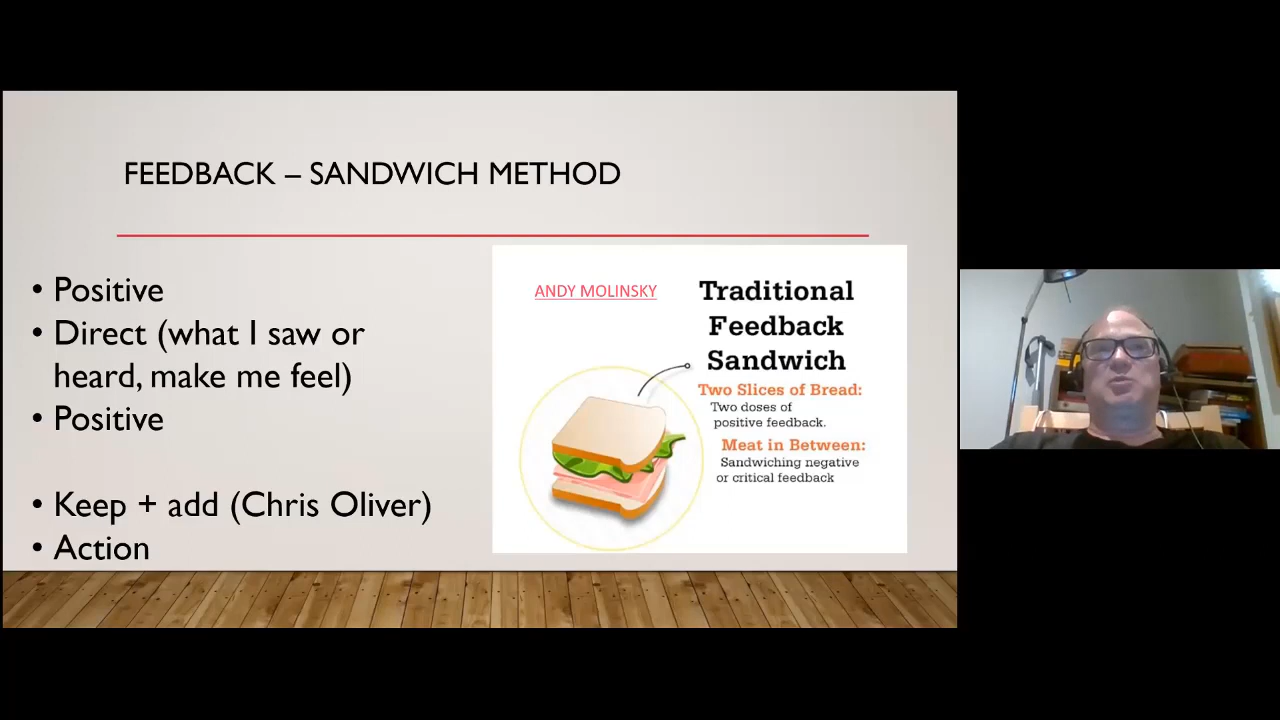 FEEDBACK – SANDWICH METHOD
• Positive
• Direct (what I saw or
heard, make me feel)
• Positive
• Keep + add (Chris Oliver)
• Action
ANDY MOLINSKY
Traditional
Feedback
Sandwich
Two Slices of Bread:
Two doses of
positive feedback.
Meat in Between:
Sandwiching negative
or critical feedback